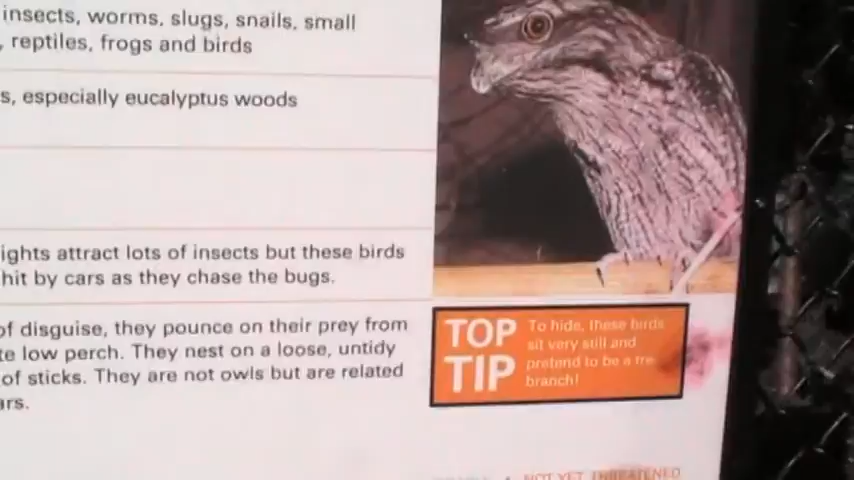 insects, worms, slugs, snails, small
, reptiles, frogs and birds
s, especially eucalyptus woods
ights attract lots of insects but these birds
hit by cars as they chase the bugs.
of disguise, they pounce on their prey from
te low perch. They nest on a loose, untidy
of sticks. They are not owls but are related
ars.
TOP
TIP
To hide, these birds
sit very still and
pretend to be a tre
branch!
NOT YET THREATENED